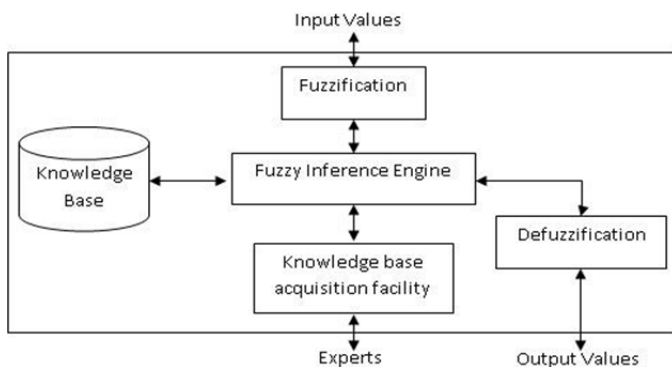 Input Values
Fuzzification
Knowledge
Base
Fuzzy Inference Engine
Defuzzification
Knowledge base
acquisition facility
Experts
Output Values